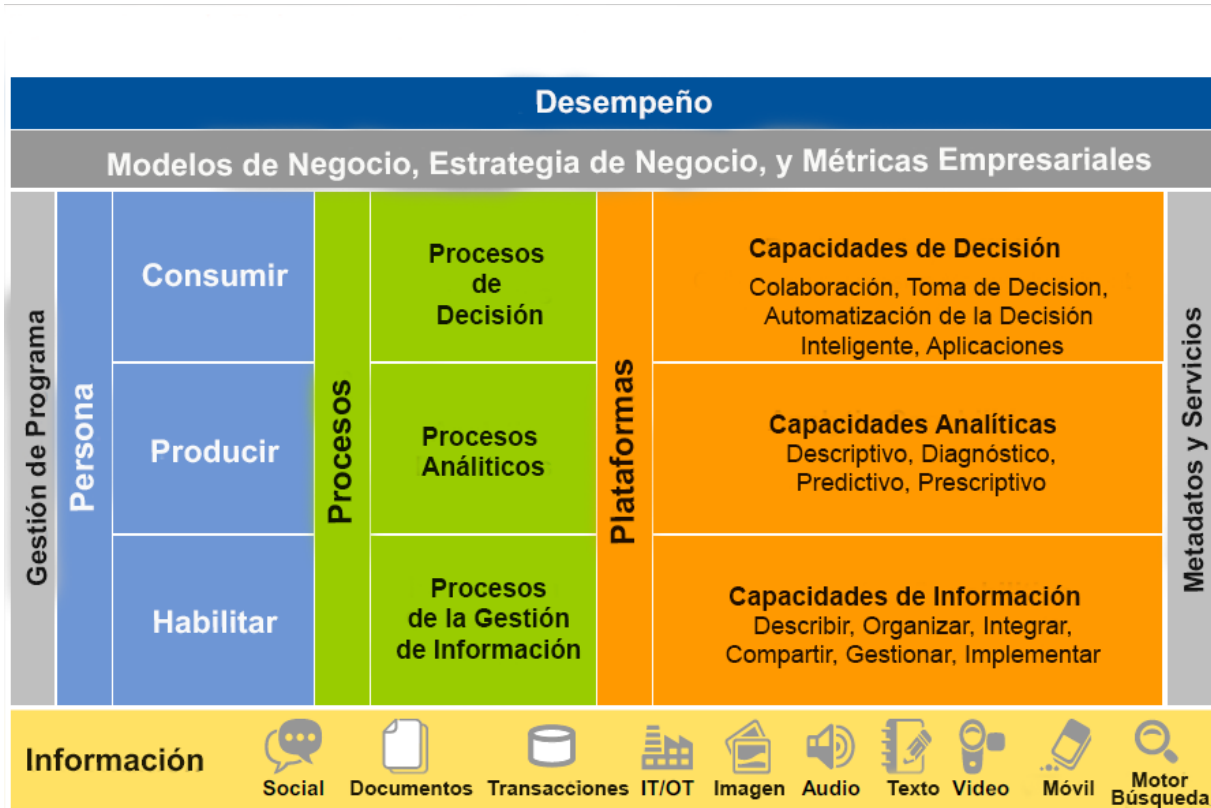 Desempeño
Modelos de Negocio, Estrategia de Negocio, y Métricas Empresariales
Gestión de Programa
Persona
Consumir
Producir
Habilitar
Procesos
Procesos
de
Decisión
Procesos
Análiticos
Procesos
de la Gestión
de Información
Plataformas
Capacidades de Decisión
Colaboración, Toma de Decision,
Automatización de la Decisión
Inteligente, Aplicaciones
Capacidades Analíticas
Descriptivo, Diagnóstico,
Predictivo, Prescriptivo
Capacidades de Información
Describir, Organizar, Integrar,
Compartir, Gestionar, Implementar
Metadatos y Servicios
Información
Social
Documentos
Transacciones
IT/OT
Imagen
Audio
Texto
Video
Móvil
Motor
Búsqueda